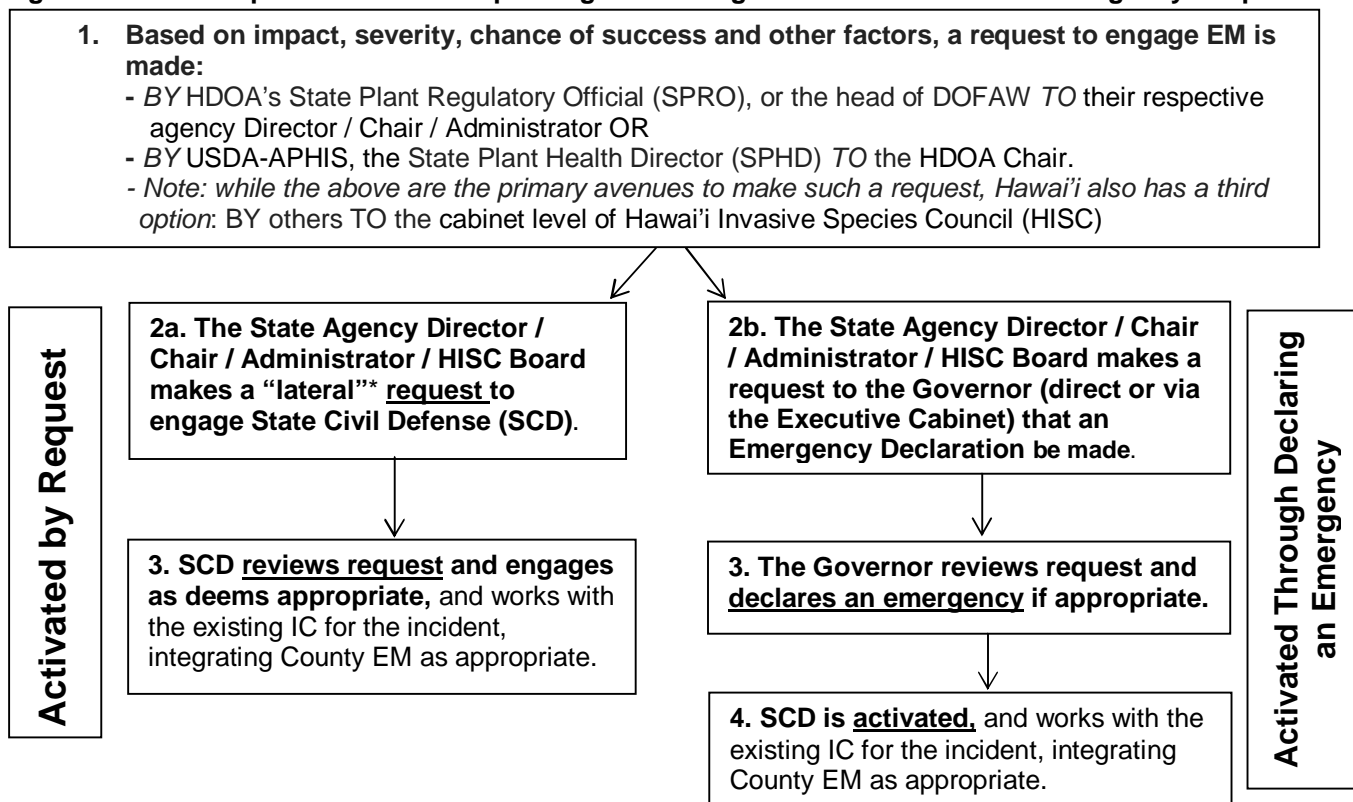 1. Based on impact, severity, chance of success and other factors, a request to engage EM is
made:
- BY HDOA's State Plant Regulatory Official (SPRO), or the head of DOFAW TO their respective
agency Director / Chair / Administrator OR
- BY USDA-APHIS, the State Plant Health Director (SPHD) TO the HDOA Chair.
- Note: while the above are the primary avenues to make such a request, Hawai'i also has a third
option: BY others TO the cabinet level of Hawai'i Invasive Species Council (HISC)
Activated by Request
2a. The State Agency Director /
Chair / Administrator / HISC Board
makes a “lateral”* request to
engage State Civil Defense (SCD).
3. SCD reviews request and engages
as deems appropriate, and works with
the existing IC for the incident,
integrating County EM as appropriate.
2b. The State Agency Director / Chair
/ Administrator / HISC Board makes a
request to the Governor (direct or via
the Executive Cabinet) that an
Emergency Declaration be made.
3. The Governor reviews request and
declares an emergency if appropriate.
4. SCD is activated, and works with the
existing IC for the incident, integrating
County EM as appropriate.
Activated Through Declaring
an Emergency